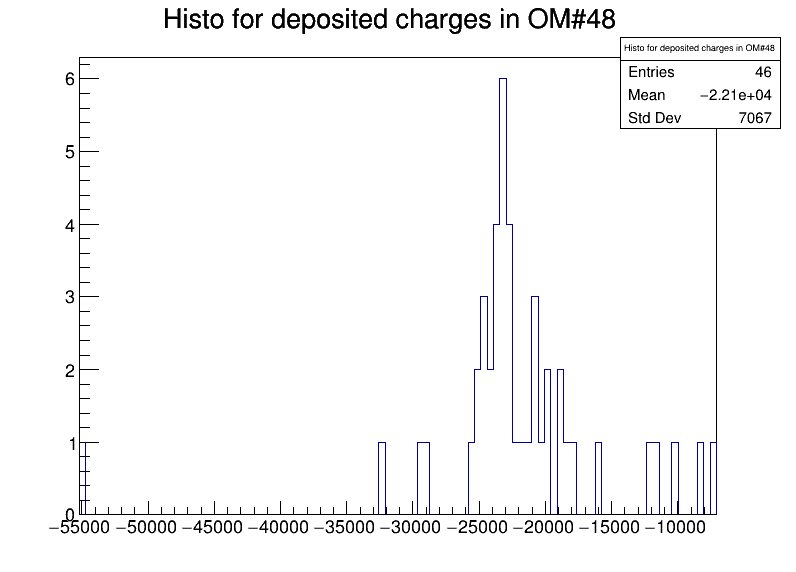 Histo for deposited charges in OM#48
Histo for deposited charges in OM#48
Entries 46
Mean −2.21e+04
Std Dev 7067
6
5
4
3
2
1
0
−55000 −50000 −45000 −40000 −35000 −30000 −25000 −20000 −15000 −10000